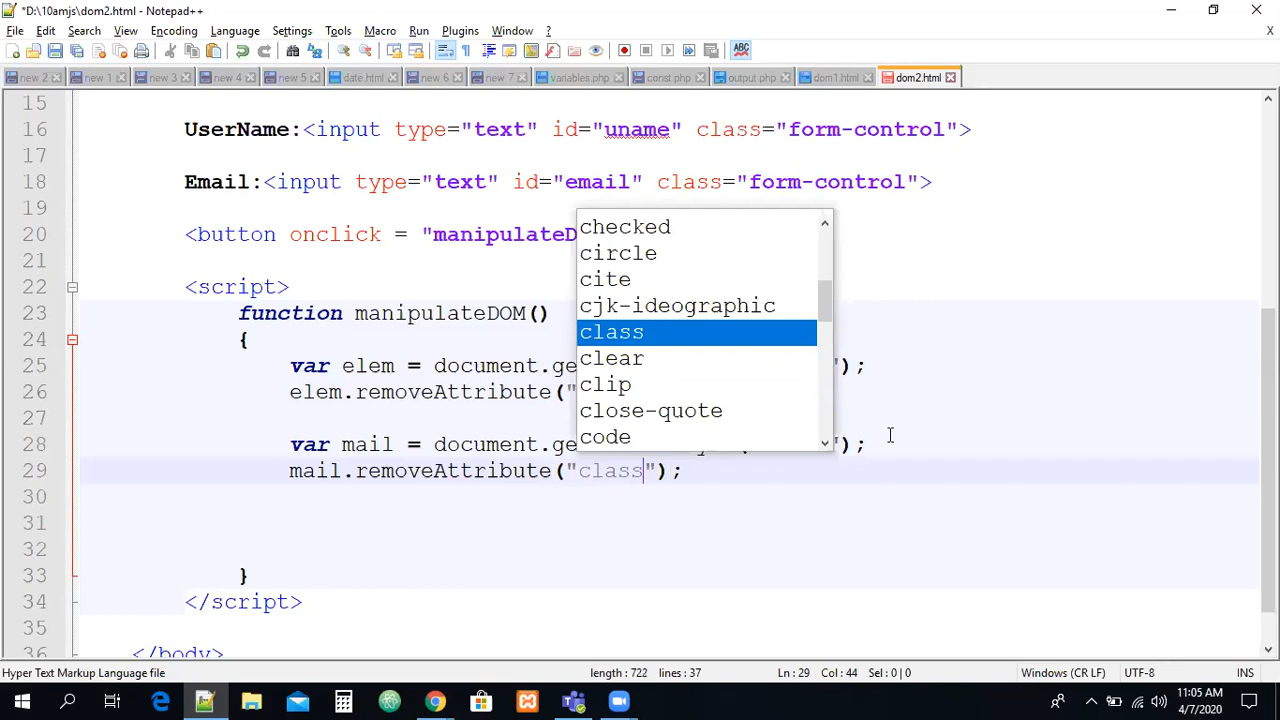 *D:\10amjs\dom2.html - Notepad++
File Edit Search View Encoding Language Settings Tools Macro Run Plugins Window ?
X
new 2 new 1 new 3 new 4 new 5 date.html new 6 new 7 variables.php const.php output.php dom1.html dom2.html
15
16 UserName:<input type="text" id="uname" class="form-control">
17
18 Email:<input type="text" id="email" class="form-control">
19
20 <button onclick = "manipulateD
21
22 <script>
23 function manipulateDOM()
24 {
25 var elem = document.ge ");
26 elem.removeAttribute("
27
28 var mail = document.ge ");
29 mail.removeAttribute("class");
30
31
32
33 }
34 </script>
35
36 </body>
checked
circle
cite
cjk-ideographic
class
clear
clip
close-quote
code
Hyper Text Markup Language file length : 722 lines : 37 Ln : 29 Col : 44 Sel : 0 | 0 Windows (CR LF) UTF-8 INS
11:05 AM
4/7/2020